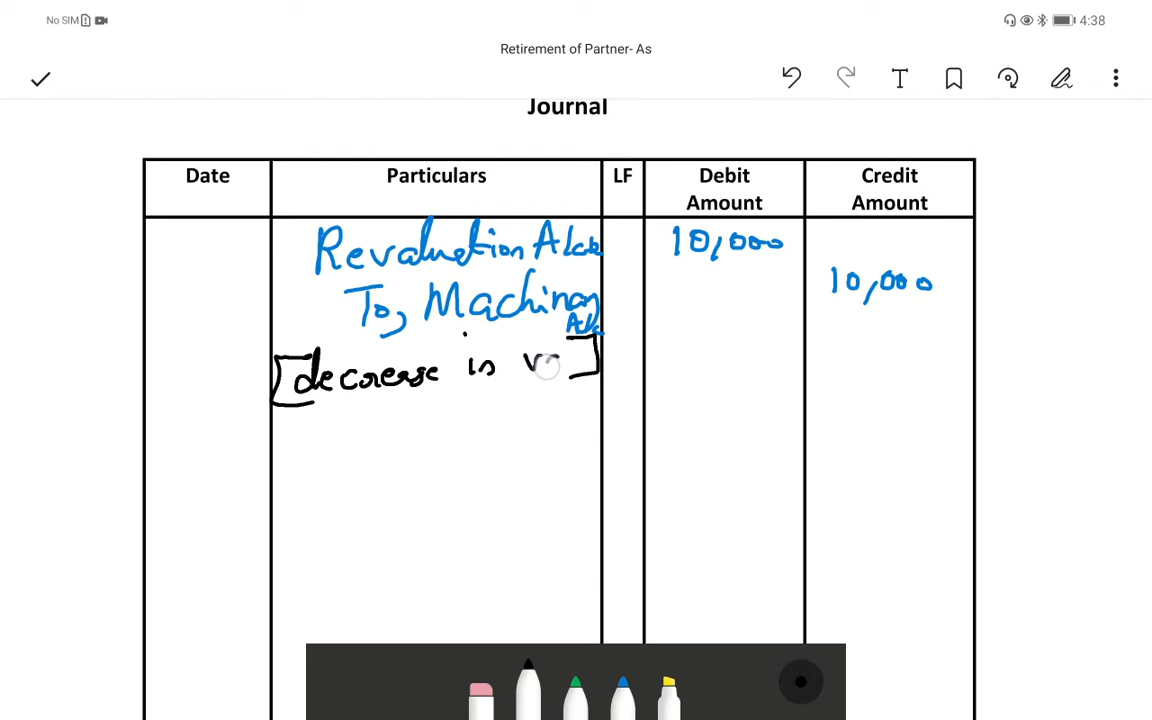 No SIM 4:38
Retirement of Partner- As
Journal
Date Particulars LF Debit Amount Credit Amount
Revaluation A/c 10,000
To, Machinery A/c 10,000
[decrease in